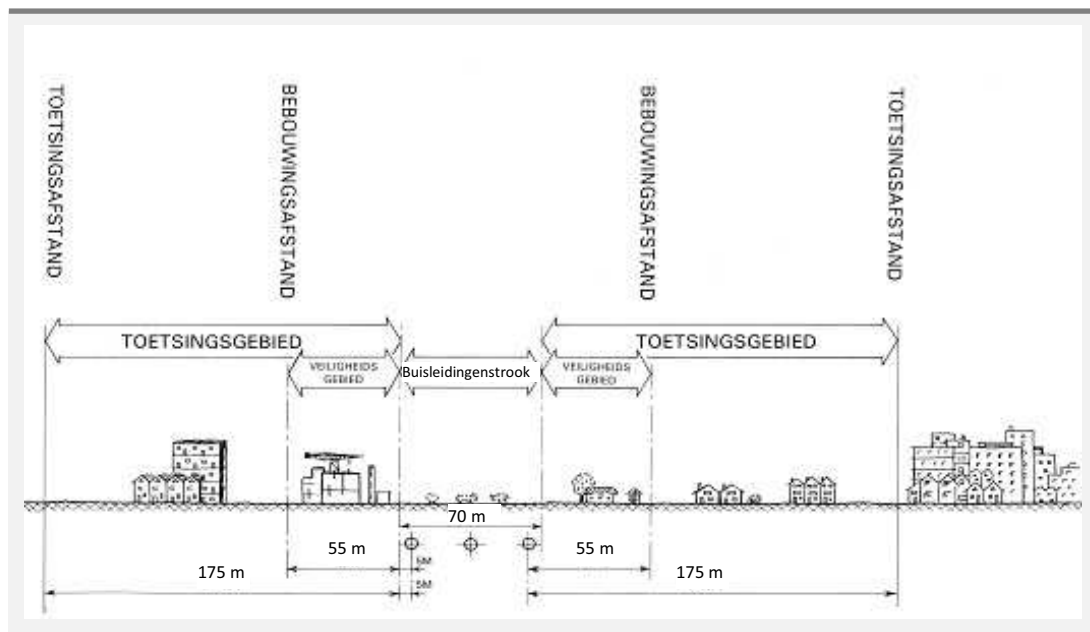 TOETSINGSAFSTAND
BEBOUWINGSAFSTAND
BEBOUWINGSAFSTAND
TOETSINGSAFSTAND
TOETSINGSGEBIED
TOETSINGSGEBIED
VEILIGHEIDS
GEBIED
Buisleidingenstrook
VEILIGHEIDS
GEBIED
70 m
55 m
55 m
5M
175 m
175 m
5M